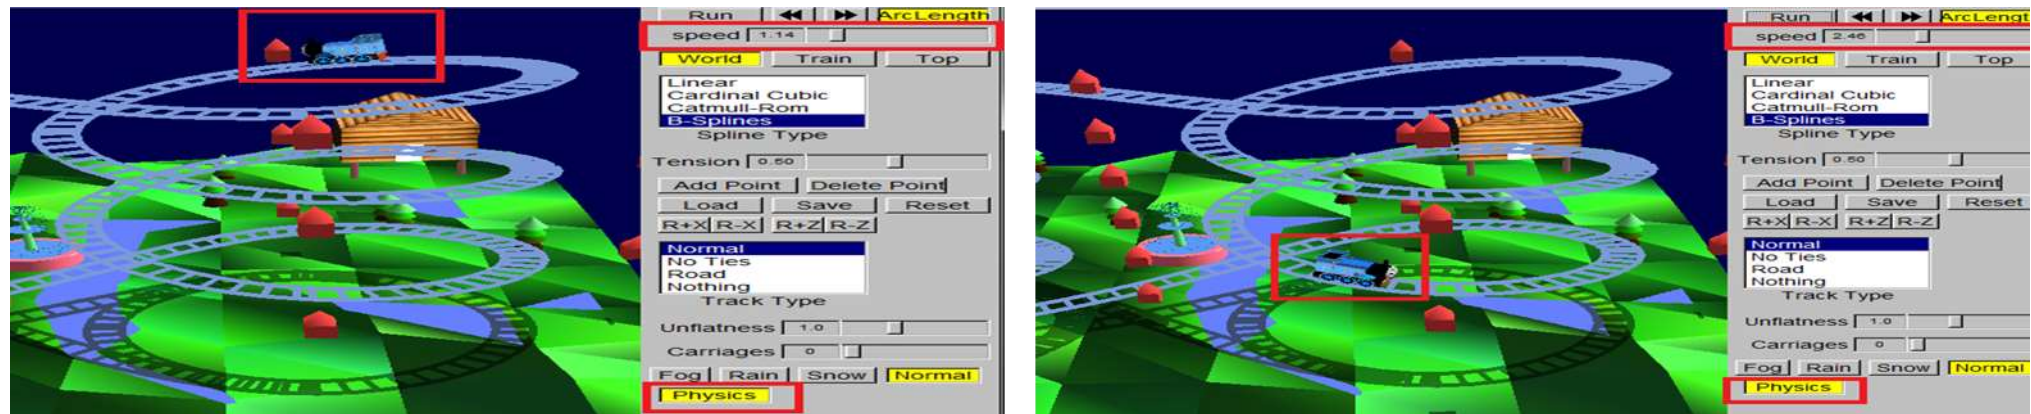 Run ◀◀ ▶▶ ArcLength
speed 1.14
World Train Top
Linear
Cardinal Cubic
Catmull-Rom
B-Splines
Spline Type
Tension 0.50
Add Point Delete Point
Load Save Reset
R+X R-X R+Z R-Z
Normal
No Ties
Road
Nothing
Track Type
Unflatness 1.0
Carriages 0
Fog Rain Snow Normal
Physics
Run ◀◀ ▶▶ ArcLengt
speed 2.46
World Train Top
Linear
Cardinal Cubic
Catmull-Rom
B-Splines
Spline Type
Tension 0.50
Add Point Delete Point
Load Save Reset
R+X R-X R+Z R-Z
Normal
No Ties
Road
Nothing
Track Type
Unflatness 1.0
Carriages 0
Fog Rain Snow Normal
Physics